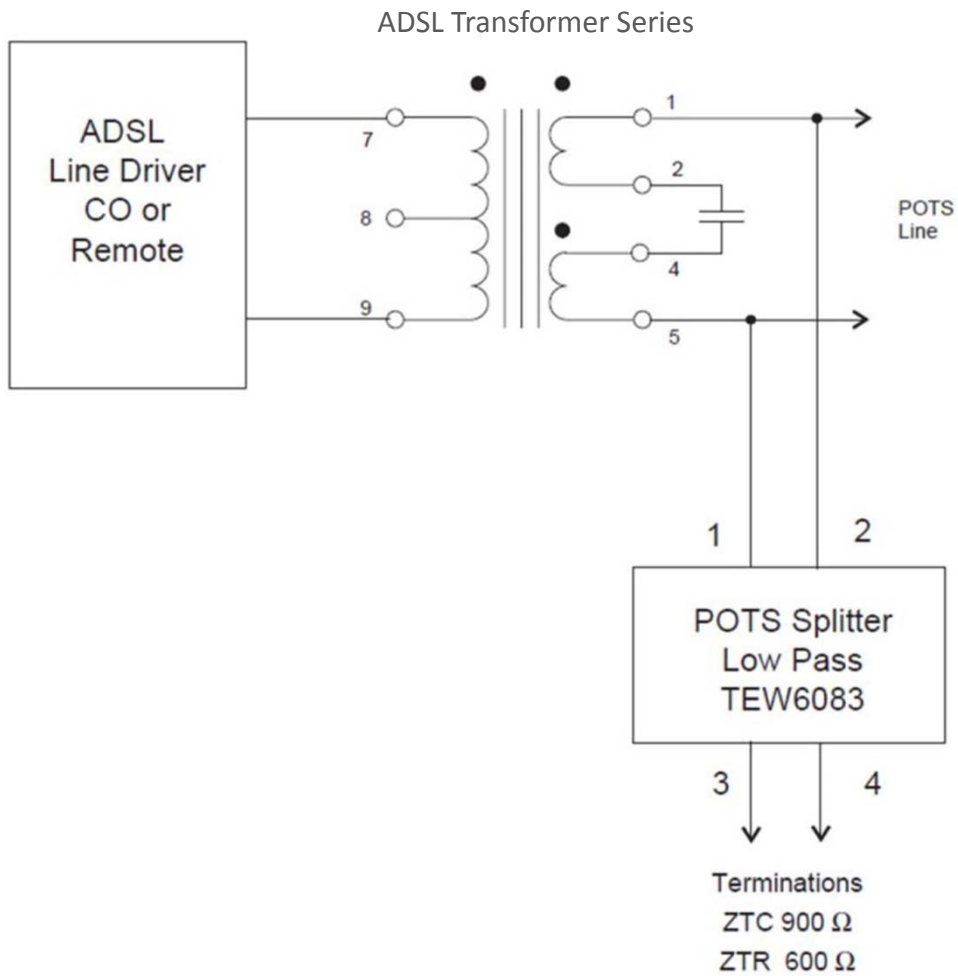 ADSL Transformer Series
ADSL
Line Driver
CO or
Remote
7
8
9
1
2
4
5
POTS
Line
1
2
POTS Splitter
Low Pass
TEW6083
3
4
Terminations
ZTC 900 Ω
ZTR 600 Ω